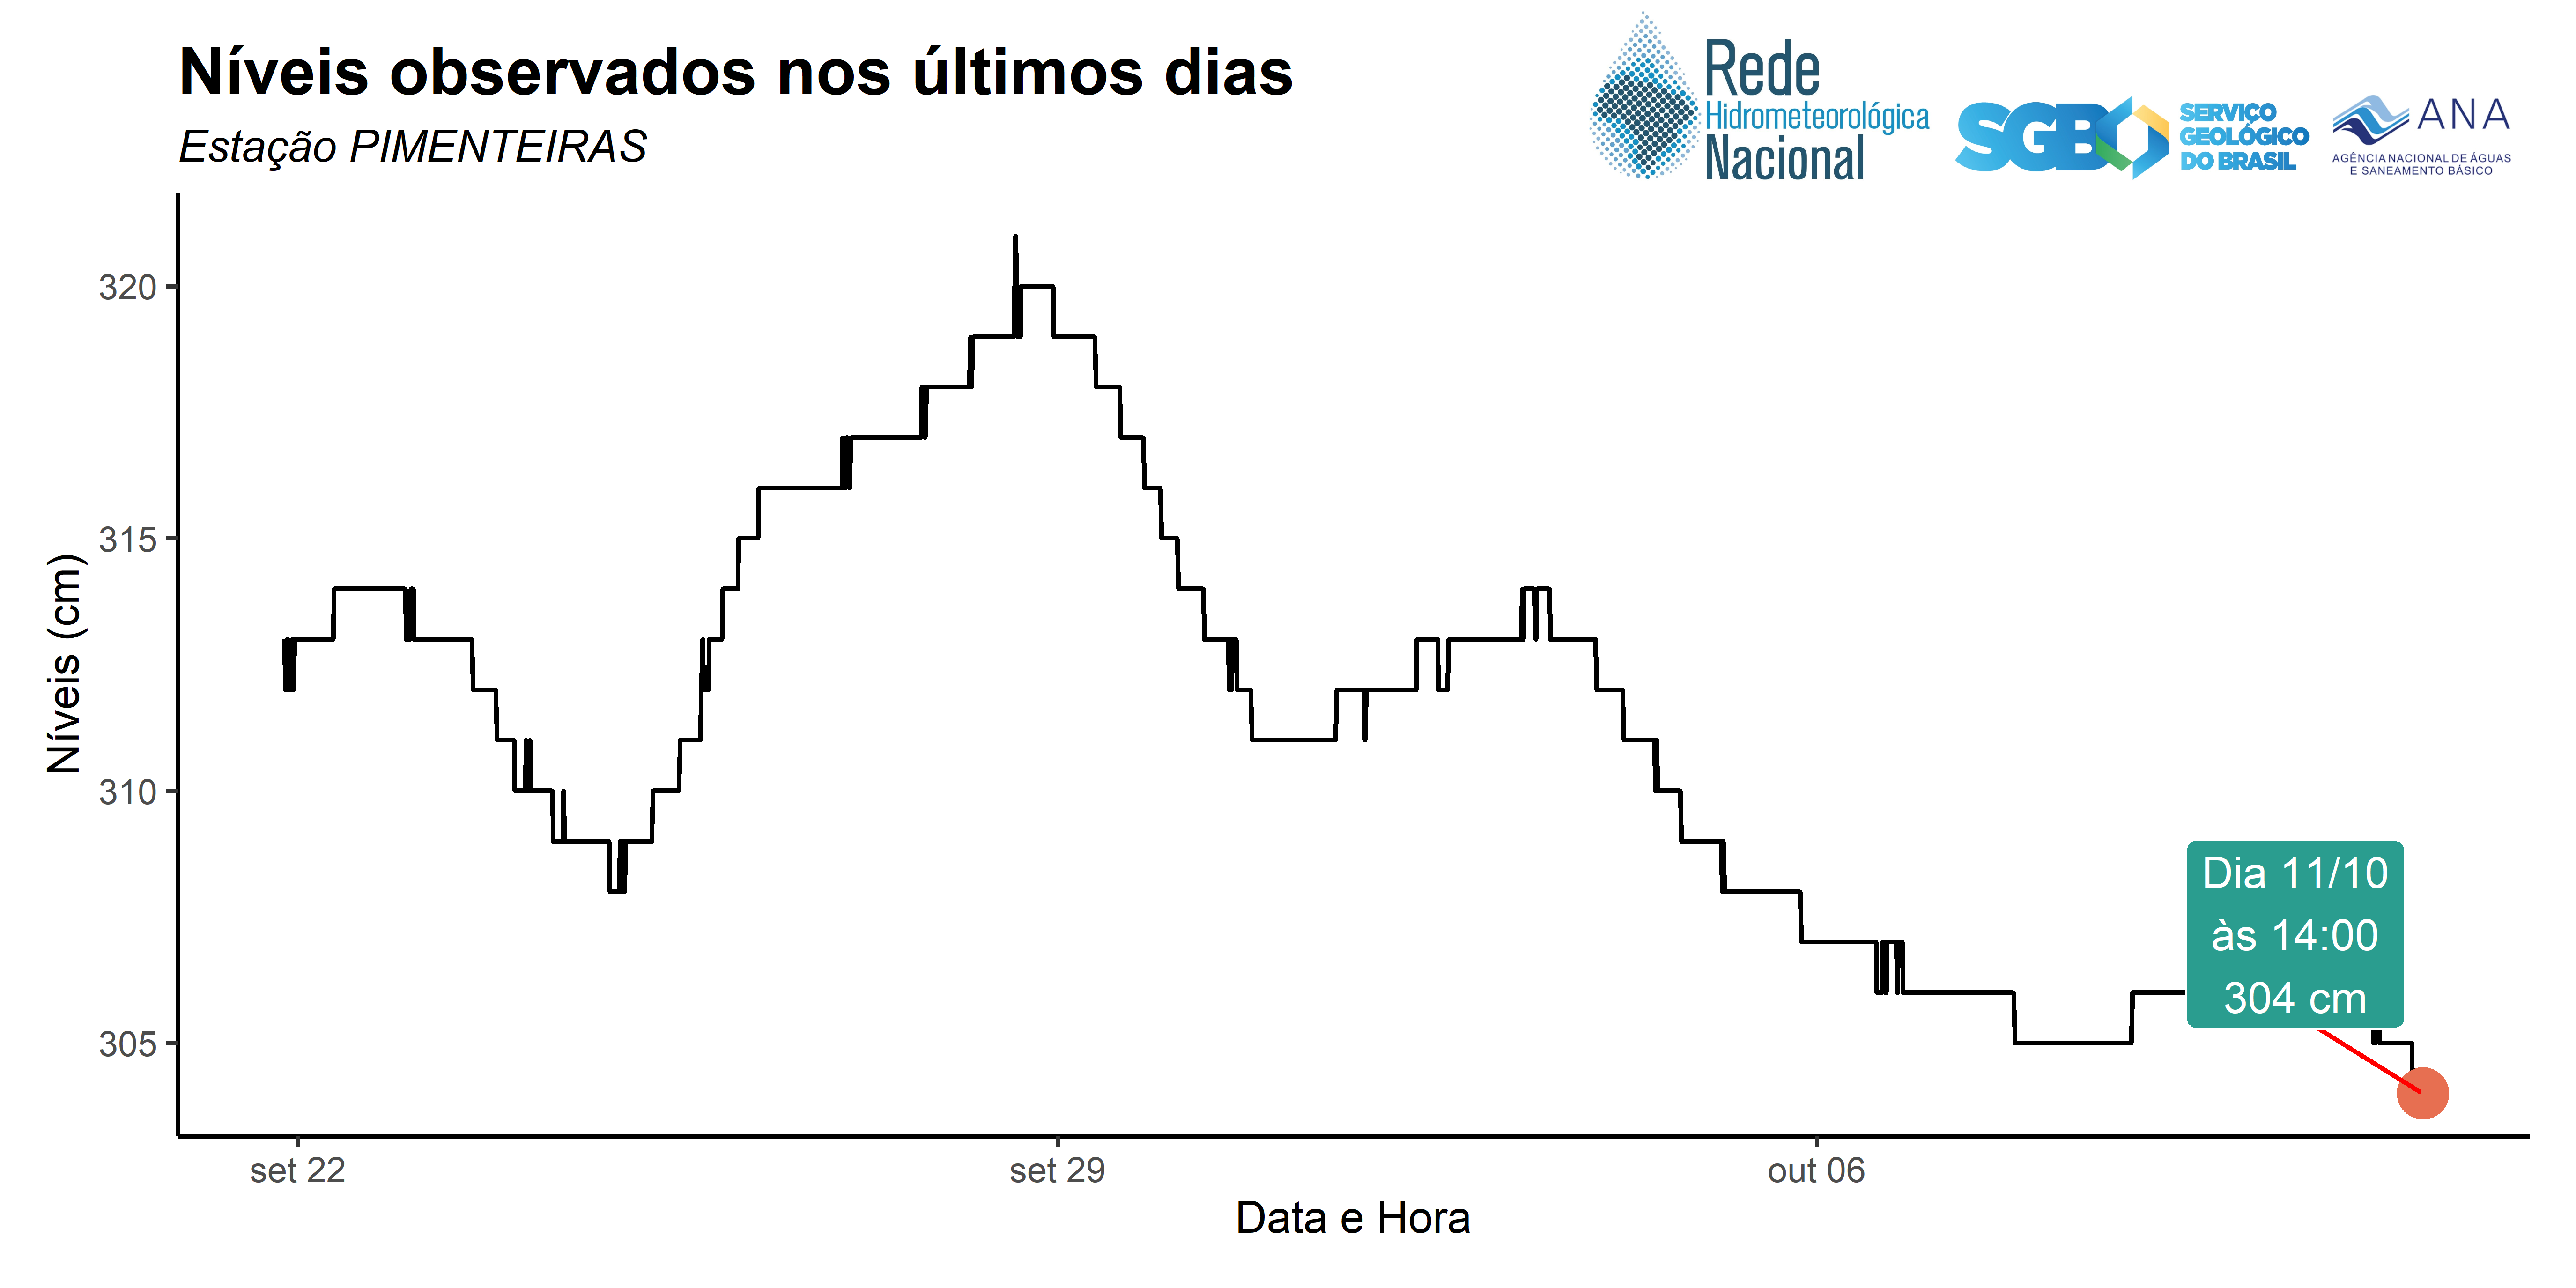 Níveis observados nos últimos dias
Estação PIMENTEIRAS
Rede
Hidrometeorológica
Nacional
SGB
SERVIÇO
GEOLÓGICO
DO BRASIL
ANA
AGÊNCIA NACIONAL DE ÁGUAS
E SANEAMENTO BÁSICO
Níveis (cm)
320
315
310
305
Dia 11/10
às 14:00
304 cm
set 22
set 29
out 06
Data e Hora